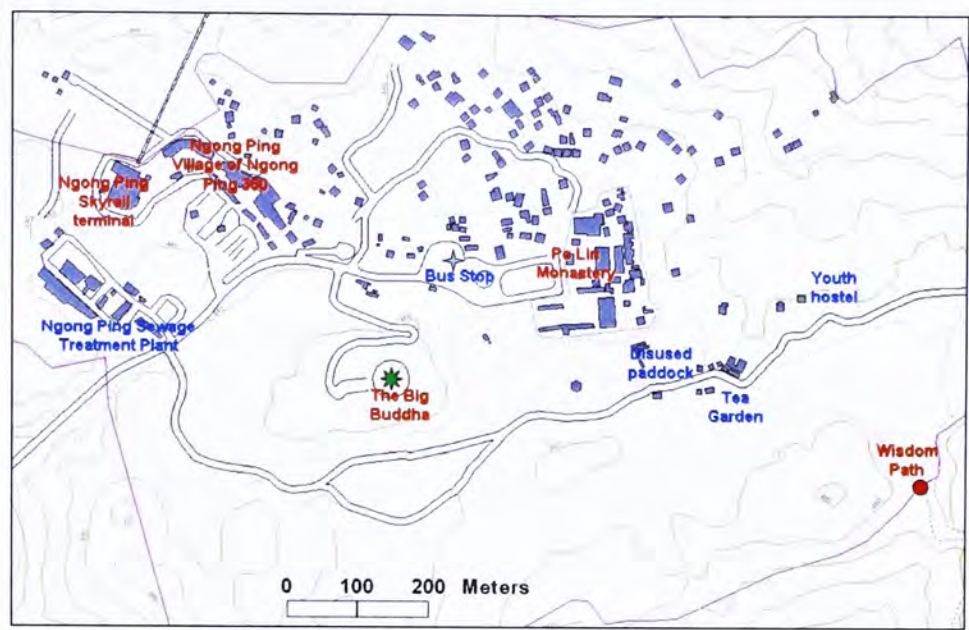 Ngong Ping
Village of Ngong
Ping 360
Ngong Ping
Skyrail
terminal
Bus Stop
Po Lin
Monastery
Youth
hostel
Ngong Ping Sewage
Treatment Plant
Disused
paddock
The Big
Buddha
Tea
Garden
Wisdom
Path
0 100 200 Meters